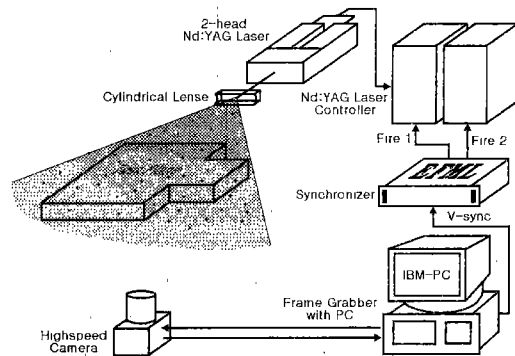 2-head
Nd:YAG Laser
Cylindrical Lense
Nd:YAG Laser
Controller
Fire 1
Fire 2
E.FML
Synchronizer
V-sync
IBM-PC
Frame Grabber
with PC
Highspeed
Camera